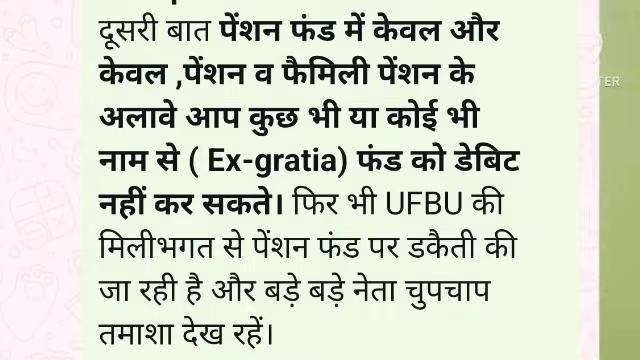 दूसरी बात पेंशन फंड में केवल और
केवल ,पेंशन व फैमिली पेंशन के
अलावे आप कुछ भी या कोई भी
नाम से ( Ex-gratia) फंड को डेबिट
नहीं कर सकते। फिर भी UFBU की
मिलीभगत से पेंशन फंड पर डकैती की
जा रही है और बड़े बड़े नेता चुपचाप
तमाशा देख रहें।